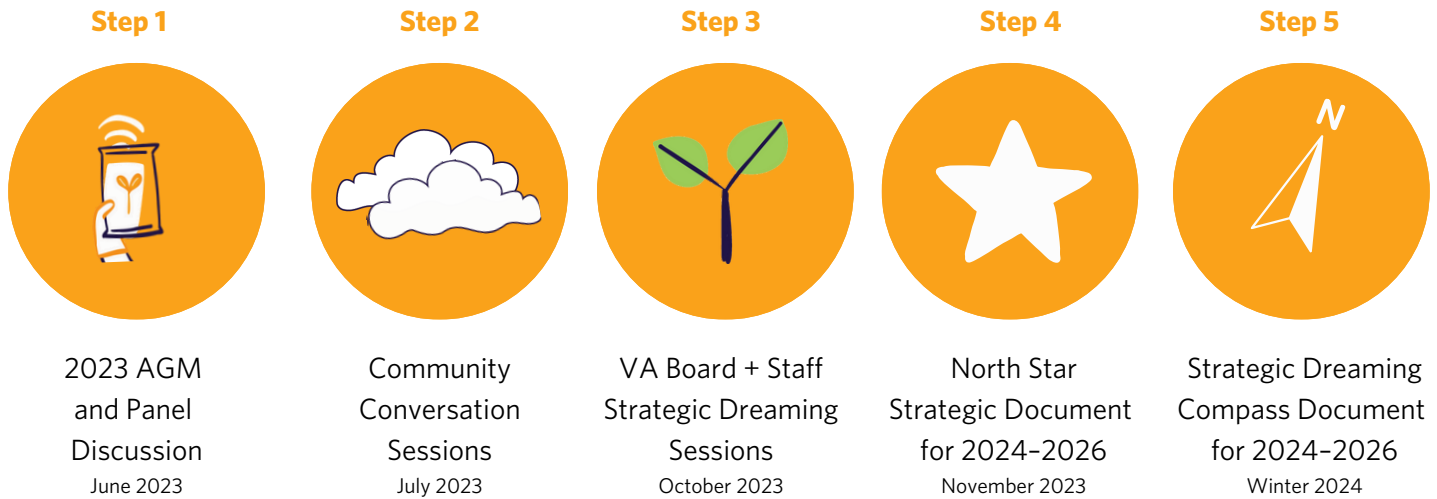 Step 1
2023 AGM
and Panel
Discussion
June 2023
Step 2
Community
Conversation
Sessions
July 2023
Step 3
VA Board + Staff
Strategic Dreaming
Sessions
October 2023
Step 4
North Star
Strategic Document
for 2024–2026
November 2023
Step 5
N
Strategic Dreaming
Compass Document
for 2024–2026
Winter 2024